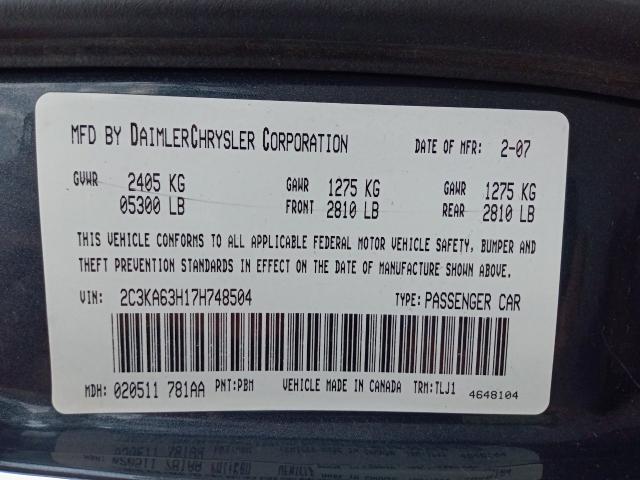 MFD BY DAIMLERCHRYSLER CORPORATION DATE OF MFR: 2-07
GVWR 2405 KG GAWR 1275 KG GAWR 1275 KG
05300 LB FRONT 2810 LB REAR 2810 LB
THIS VEHICLE CONFORMS TO ALL APPLICABLE FEDERAL MOTOR VEHICLE SAFETY, BUMPER AND
THEFT PREVENTION STANDARDS IN EFFECT ON THE DATE OF MANUFACTURE SHOWN ABOVE.
VIN: 2C3KA63H17H748504 TYPE: PASSENGER CAR
MDH: 020511 781AA PNT:PBM VEHICLE MADE IN CANADA TRM:TLJ1 4648104